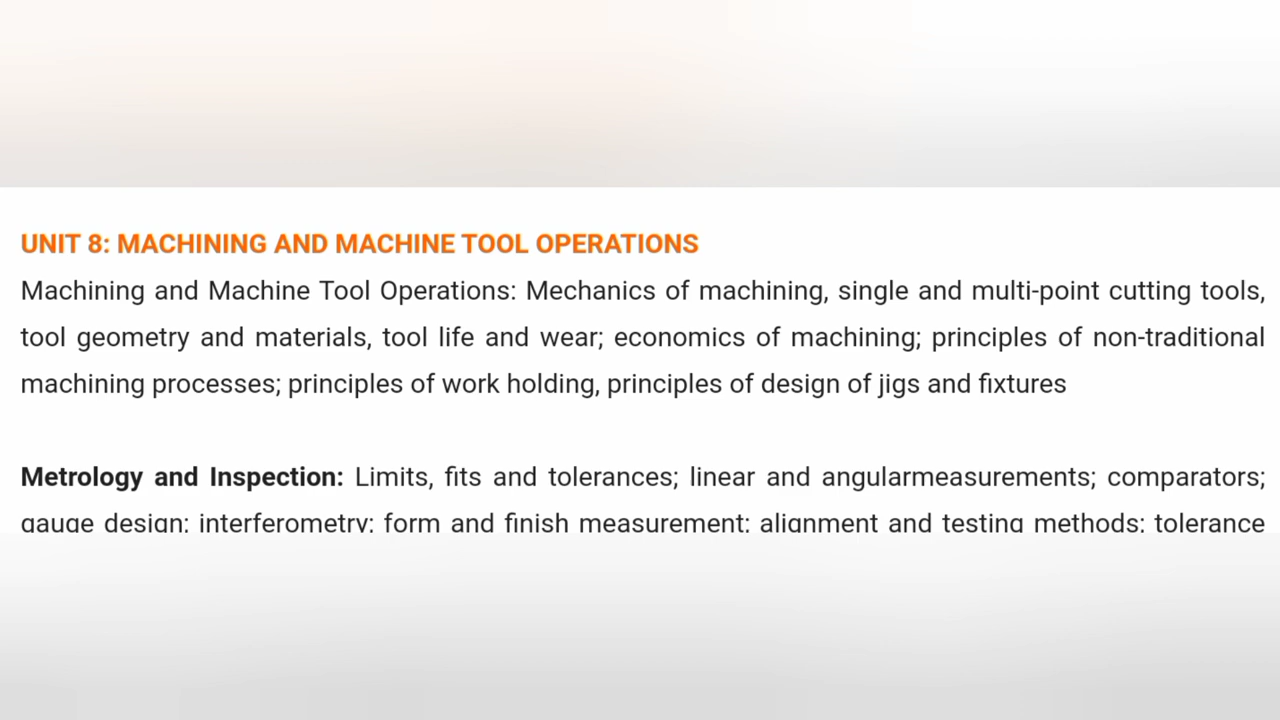 UNIT 8: MACHINING AND MACHINE TOOL OPERATIONS
Machining and Machine Tool Operations: Mechanics of machining, single and multi-point cutting tools,
tool geometry and materials, tool life and wear; economics of machining; principles of non-traditional
machining processes; principles of work holding, principles of design of jigs and fixtures
Metrology and Inspection: Limits, fits and tolerances; linear and angularmeasurements; comparators;
gauge design; interferometry; form and finish measurement; alignment and testing methods; tolerance